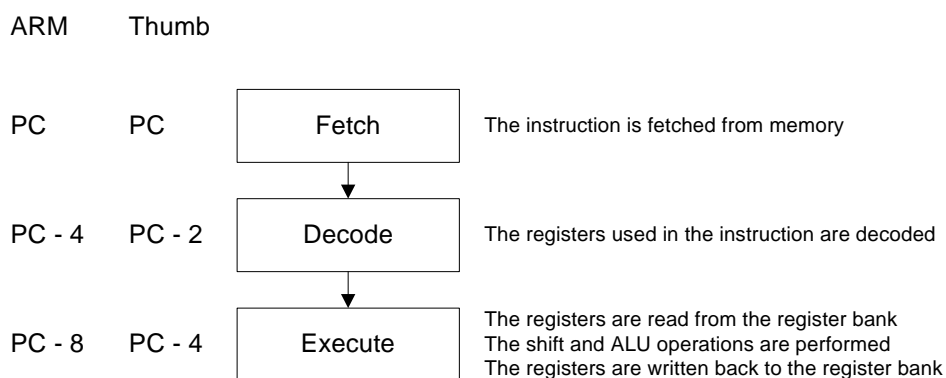 ARM Thumb
PC PC Fetch The instruction is fetched from memory
PC - 4 PC - 2 Decode The registers used in the instruction are decoded
PC - 8 PC - 4 Execute The registers are read from the register bank
The shift and ALU operations are performed
The registers are written back to the register bank